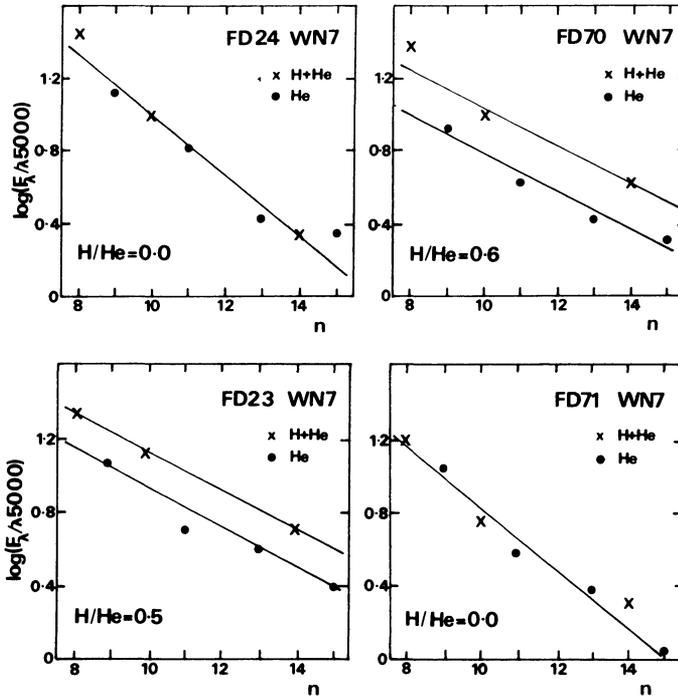 FD24 WN7
x H+He
• He
log(Fλ/λ5000)
1·2
0·8
0·4
0
H/He=0·0
8 10 12 14
n
FD70 WN7
x H+He
• He
1·2
0·8
0·4
0
H/He=0·6
8 10 12 14
n
FD23 WN7
x H+He
• He
log(Fλ/λ5000)
1·2
0·8
0·4
0
H/He=0·5
8 10 12 14
n
FD71 WN7
x H+He
• He
1·2
0·8
0·4
0
H/He=0·0
8 10 12 14
n